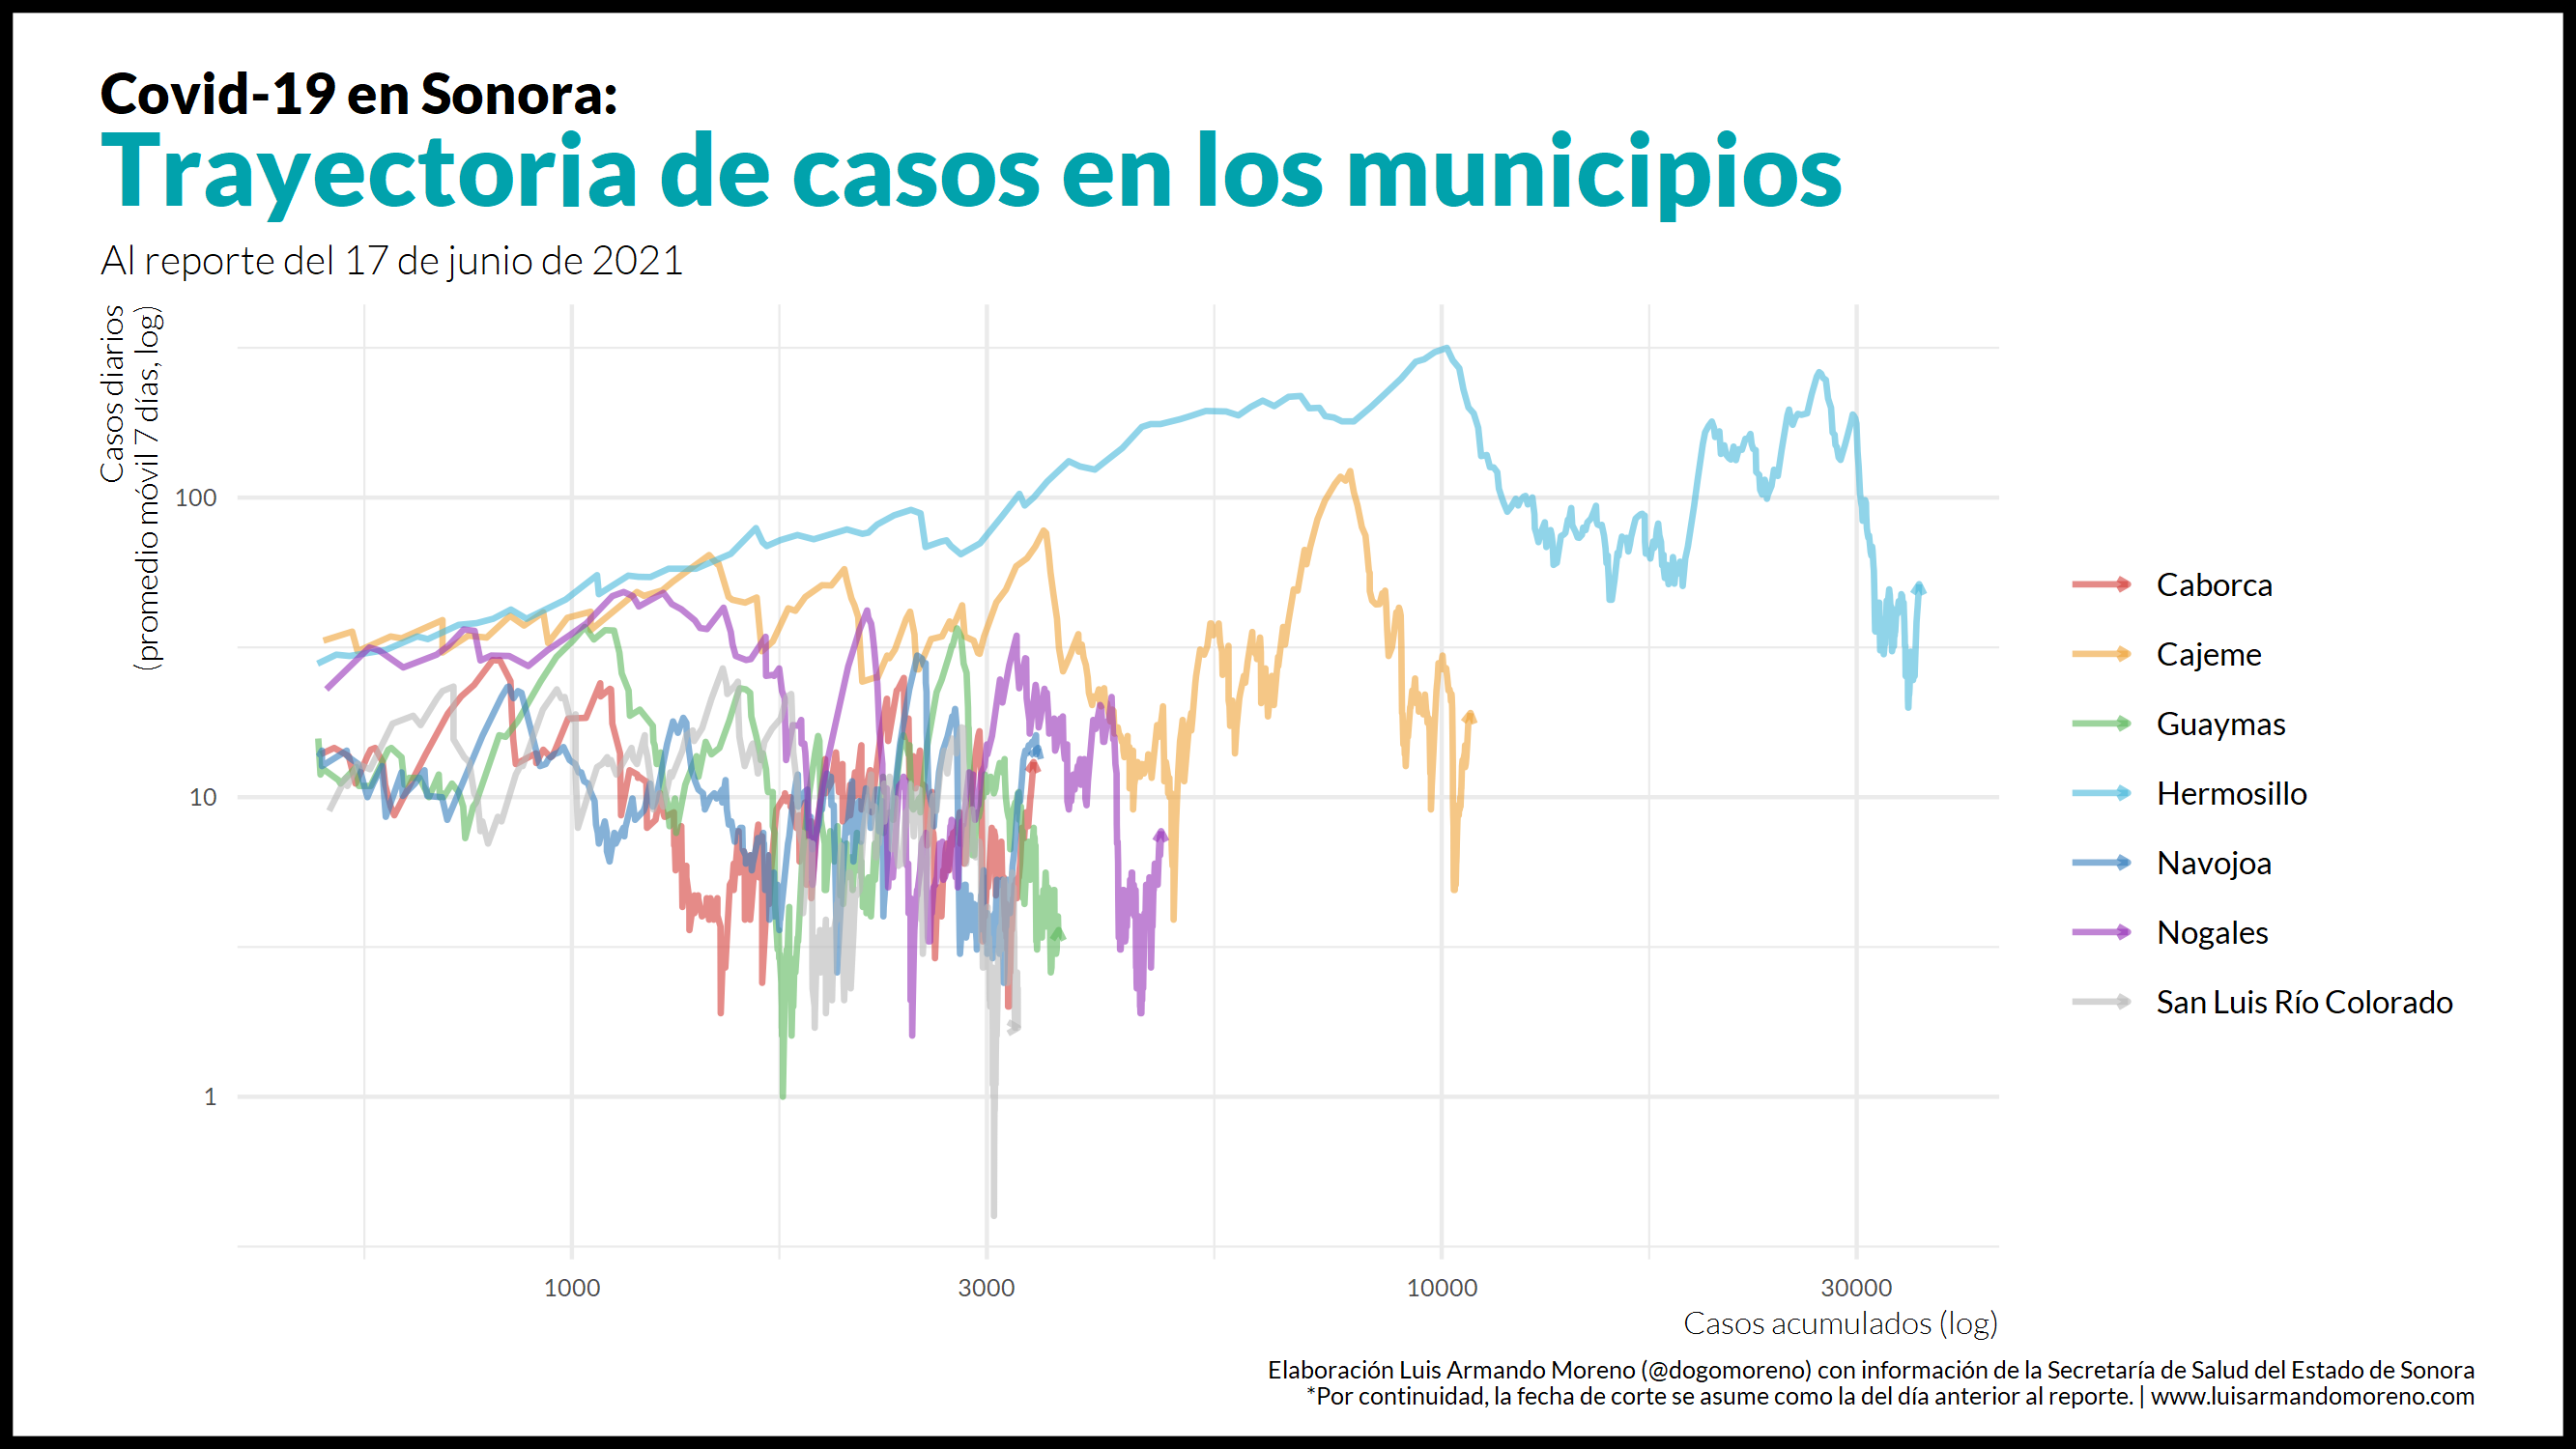 Covid-19 en Sonora:
Trayectoria de casos en los municipios
Al reporte del 17 de junio de 2021
Casos diarios
(promedio móvil 7 días, log)
100
10
1
1000
3000
10000
30000
Casos acumulados (log)
Caborca
Cajeme
Guaymas
Hermosillo
Navojoa
Nogales
San Luis Río Colorado
Elaboración Luis Armando Moreno (@dogomoreno) con información de la Secretaría de Salud del Estado de Sonora
*Por continuidad, la fecha de corte se asume como la del día anterior al reporte. | www.luisarmandomoreno.com